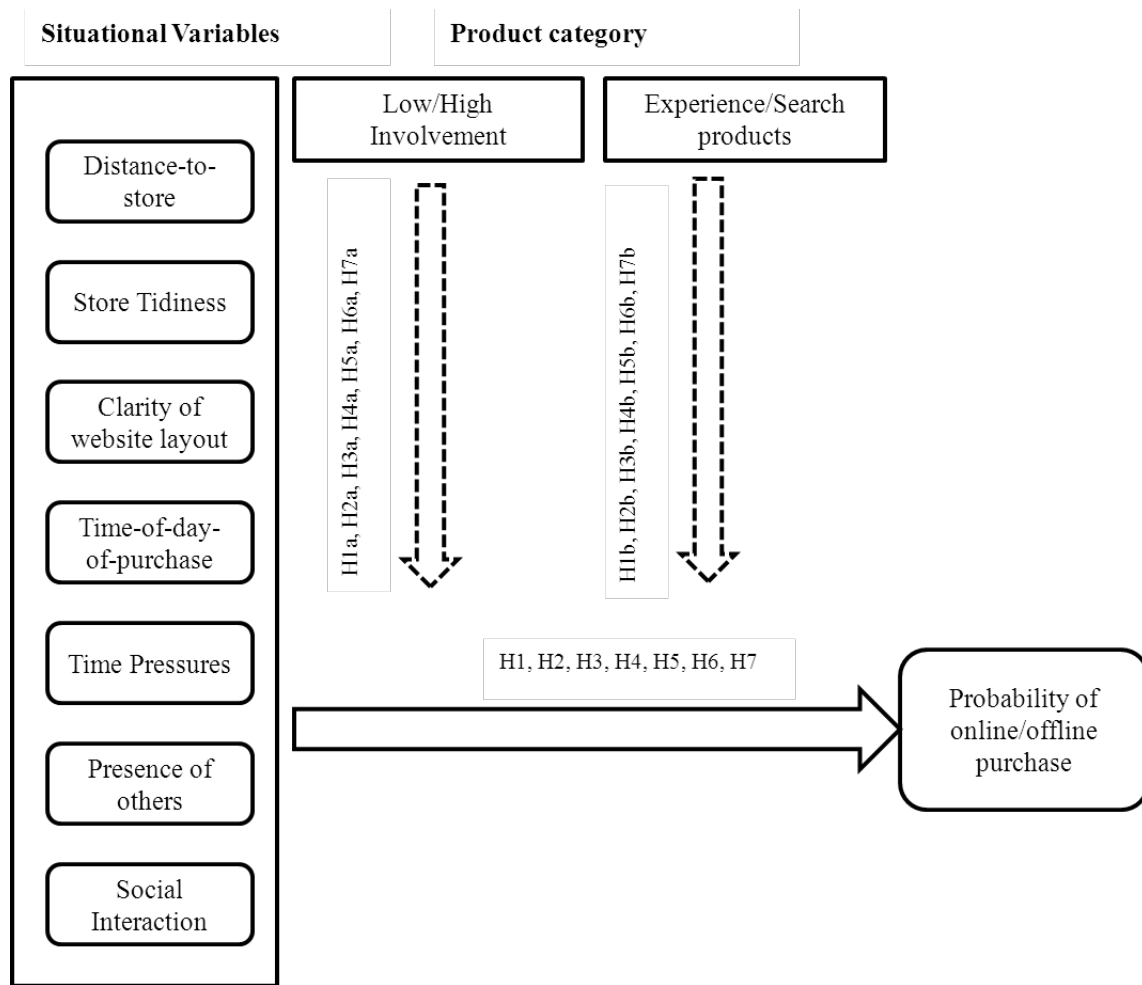 Situational Variables
Product category
Low/High
Involvement
Experience/Search
products
Distance-to-
store
Store Tidiness
Clarity of
website layout
Time-of-day-
of-purchase
Time Pressures
Presence of
others
Social
Interaction
H1a, H2a, H3a, H4a, H5a, H6a, H7a
H1b, H2b, H3b, H4b, H5b, H6b, H7b
H1, H2, H3, H4, H5, H6, H7
Probability of
online/offline
purchase